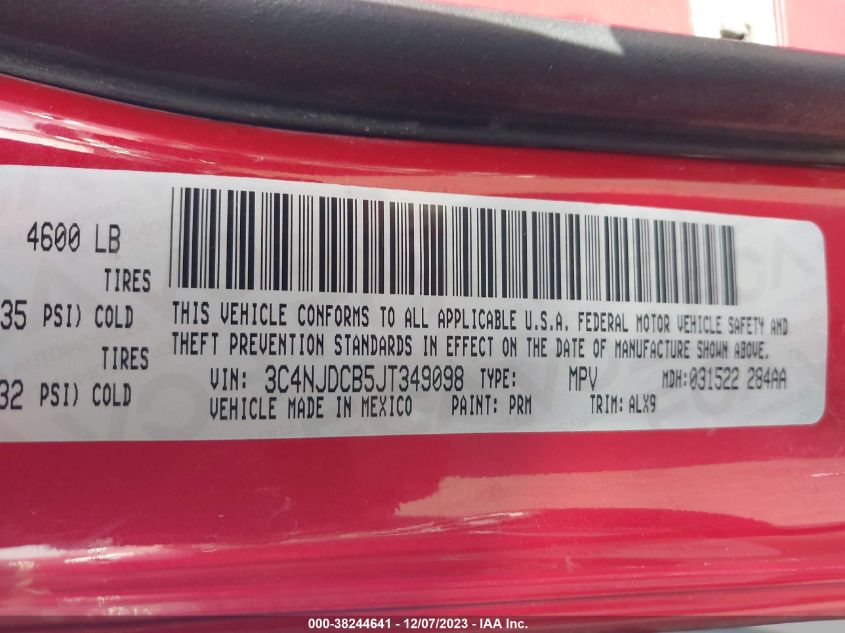 4600 LB
TIRES
35 PSI) COLD
TIRES
32 PSI) COLD
THIS VEHICLE CONFORMS TO ALL APPLICABLE U.S.A. FEDERAL MOTOR VEHICLE SAFETY AND
THEFT PREVENTION STANDARDS IN EFFECT ON THE DATE OF MANUFACTURE SHOWN ABOVE.
VIN: 3C4NJDCB5JT349098 TYPE: MPV MDH:031522 284AA
VEHICLE MADE IN MEXICO PAINT: PRM TRIM: ALX9
000-38244641 - 12/07/2023 - IAA Inc.